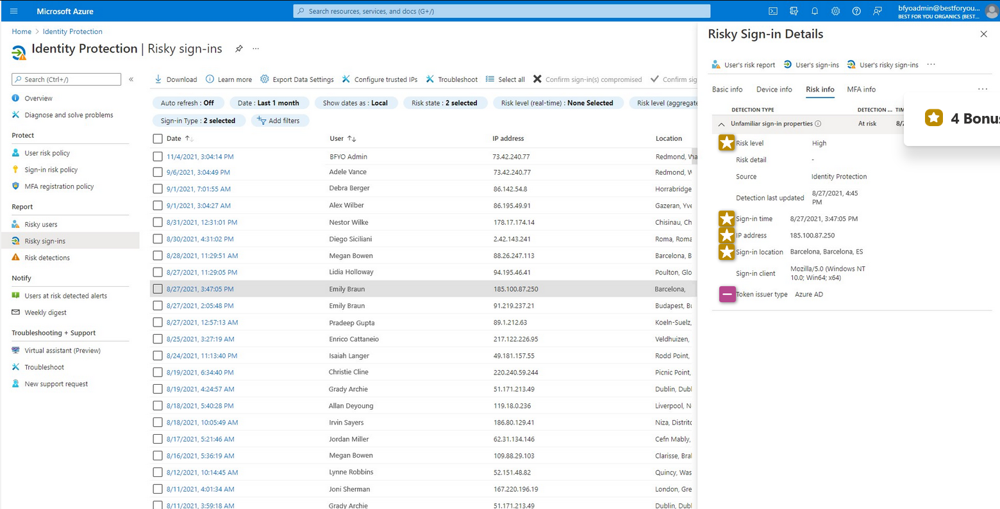 Microsoft Azure
Search resources, services, and docs (G+/)
bfyoadmin@bestforyou...
BEST FOR YOU ORGANICS (BEST...
Home > Identity Protection
Identity Protection | Risky sign-ins
Search (Ctrl+/)
Overview
Diagnose and solve problems
Protect
User risk policy
Sign-in risk policy
MFA registration policy
Report
Risky users
Risky sign-ins
Risk detections
Notify
Users at risk detected alerts
Weekly digest
Troubleshooting + Support
Virtual assistant (Preview)
Troubleshoot
New support request
Download Learn more Export Data Settings Configure trusted IPs Troubleshoot Select all Confirm sign-in(s) compromised Confirm sig
Auto refresh : Off Date : Last 1 month Show dates as : Local Risk state : 2 selected Risk level (real-time) : None Selected Risk level (aggregate
Sign-in Type : 2 selected Add filters
Date User IP address Location
11/4/2021, 3:04:14 PM BFYO Admin 73.42.240.77 Redmond, Wa
9/6/2021, 3:04:49 PM Adele Vance 73.42.240.77 Redmond, W
9/1/2021, 7:01:55 AM Debra Berger 86.142.54.8 Horrabridge
9/1/2021, 3:04:27 AM Alex Wilber 86.195.49.91 Gazeran, Yve
8/31/2021, 12:31:01 PM Nestor Wilke 178.17.174.14 Chisinau, Ch
8/30/2021, 4:31:02 PM Diego Siciliani 2.42.143.241 Roma, Roma
8/28/2021, 11:29:51 AM Megan Bowen 88.26.247.113 Barcelona, B
8/27/2021, 11:29:05 PM Lidia Holloway 94.195.46.41 Poulton, Glo
8/27/2021, 3:47:05 PM Emily Braun 185.100.87.250 Barcelona,
8/27/2021, 2:05:48 PM Emily Braun 91.219.237.21 Budapest, Bu
8/27/2021, 12:57:13 AM Pradeep Gupta 89.1.212.63 Koeln-Suelz,
8/25/2021, 3:27:19 AM Enrico Cattaneio 217.122.226.95 Veldhuizen,
8/24/2021, 11:13:40 PM Isaiah Langer 49.181.157.55 Rodd Point,
8/19/2021, 6:34:40 PM Christie Cline 220.240.59.244 Picnic Point,
8/19/2021, 4:24:57 AM Grady Archie 51.171.213.49 Dublin, Dubl
8/18/2021, 5:40:28 PM Allan Deyoung 119.18.0.236 Liverpool, N
8/18/2021, 10:05:49 AM Irvin Sayers 186.80.129.41 Niza, Distrito
8/17/2021, 5:21:46 AM Jordan Miller 62.31.134.146 Cefn Mably,
8/16/2021, 5:36:19 AM Megan Bowen 109.88.29.103 Clarisse, Bral
8/12/2021, 10:14:45 AM Lynne Robbins 52.151.48.82 Quincy, Was
8/11/2021, 4:01:34 AM Joni Sherman 167.220.196.19 London, Gre
8/11/2021, 3:59:18 AM Grady Archie 51.171.213.49 Dublin, Dubl
Risky Sign-in Details
User's risk report User's sign-ins User's risky sign-ins
Basic info Device info Risk info MFA info
DETECTION TYPE DETECTION ... TIM
Unfamiliar sign-in properties At risk 8/2
4 Bonus
Risk level High
Risk detail -
Source Identity Protection
Detection last updated 8/27/2021, 4:45
PM
Sign-in time 8/27/2021, 3:47:05 PM
IP address 185.100.87.250
Sign-in location Barcelona, Barcelona, ES
Sign-in client Mozilla/5.0 (Windows NT
10.0; Win64; x64)
Token issuer type Azure AD